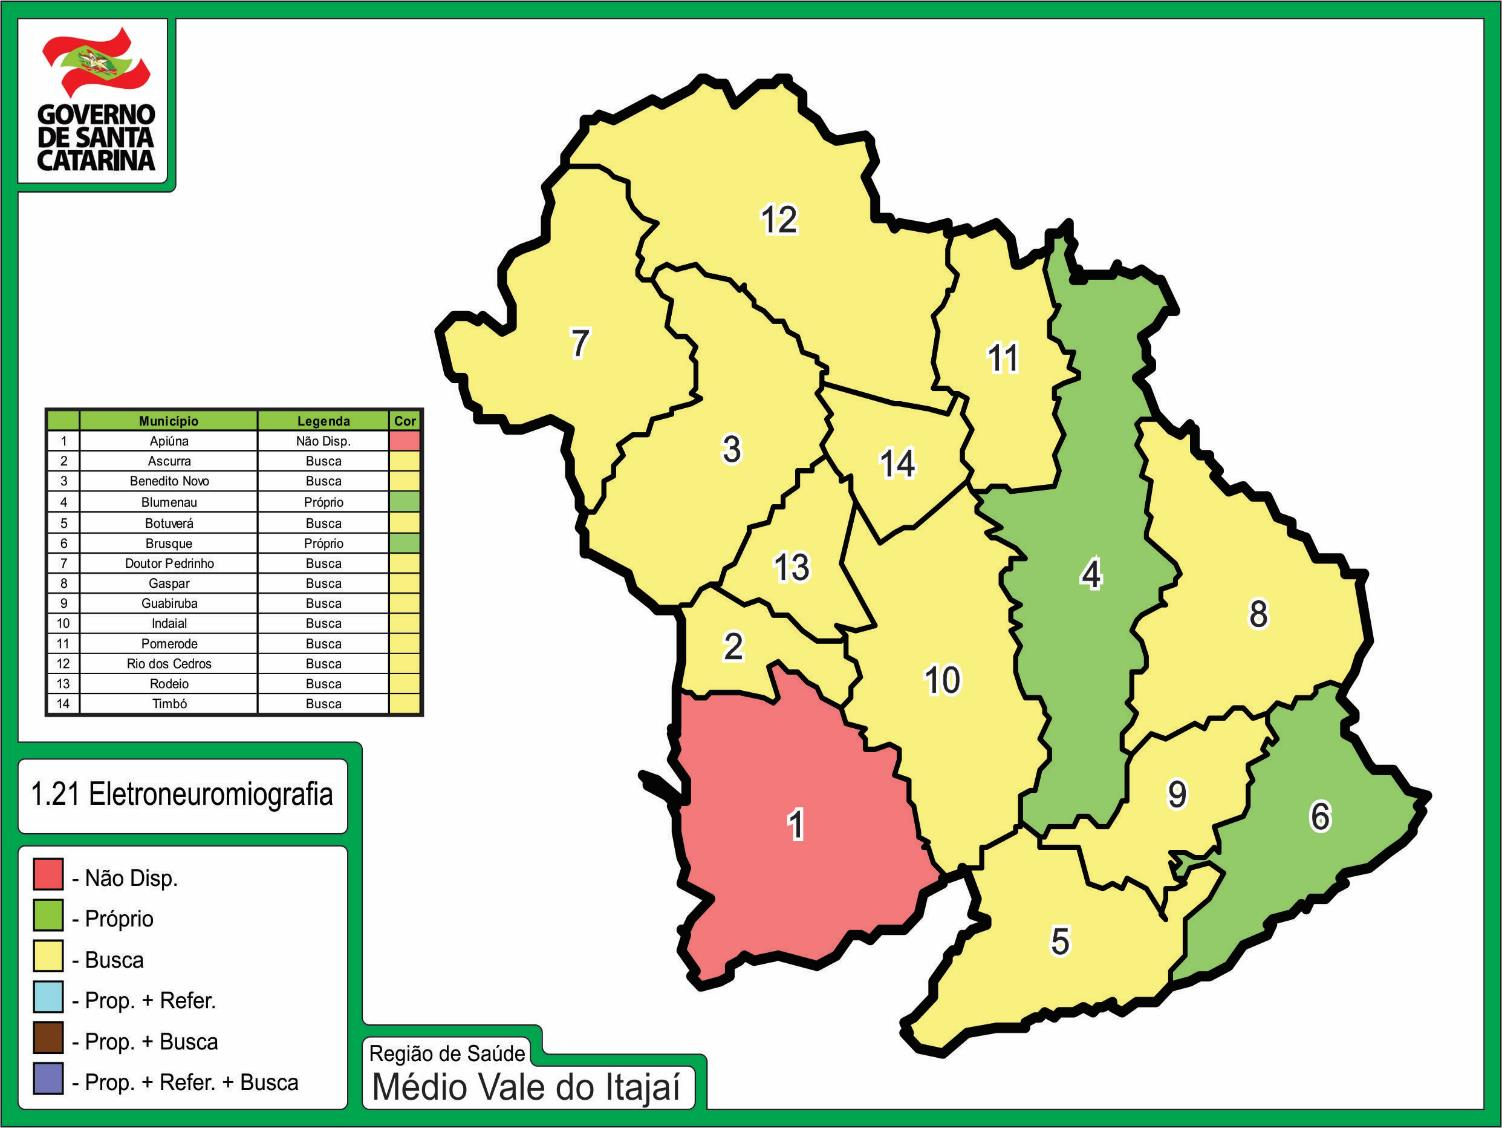 GOVERNO
DE SANTA
CATARINA
Município Legenda Cor
1 Apiúna Não Disp.
2 Ascurra Busca
3 Benedito Novo Busca
4 Blumenau Próprio
5 Botuverá Busca
6 Brusque Próprio
7 Doutor Pedrinho Busca
8 Gaspar Busca
9 Guabiruba Busca
10 Indaial Busca
11 Pomerode Busca
12 Rio dos Cedros Busca
13 Rodeio Busca
14 Timbó Busca
12
7
11
3
14
13
4
8
2
10
9
1
6
5
1.21 Eletroneuromiografia
- Não Disp.
- Próprio
- Busca
- Prop. + Refer.
- Prop. + Busca
- Prop. + Refer. + Busca
Região de Saúde
Médio Vale do Itajaí